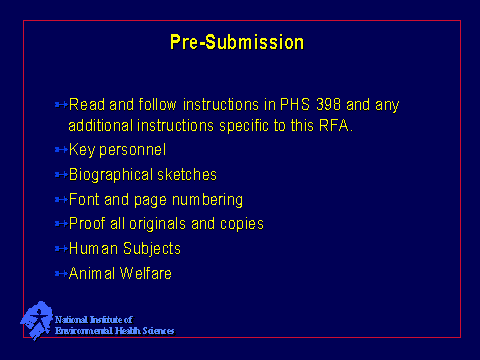 Pre-Submission
Read and follow instructions in PHS 398 and any
additional instructions specific to this RFA.
Key personnel
Biographical sketches
Font and page numbering
Proof all originals and copies
Human Subjects
Animal Welfare
National Institute of
Environmental Health Sciences